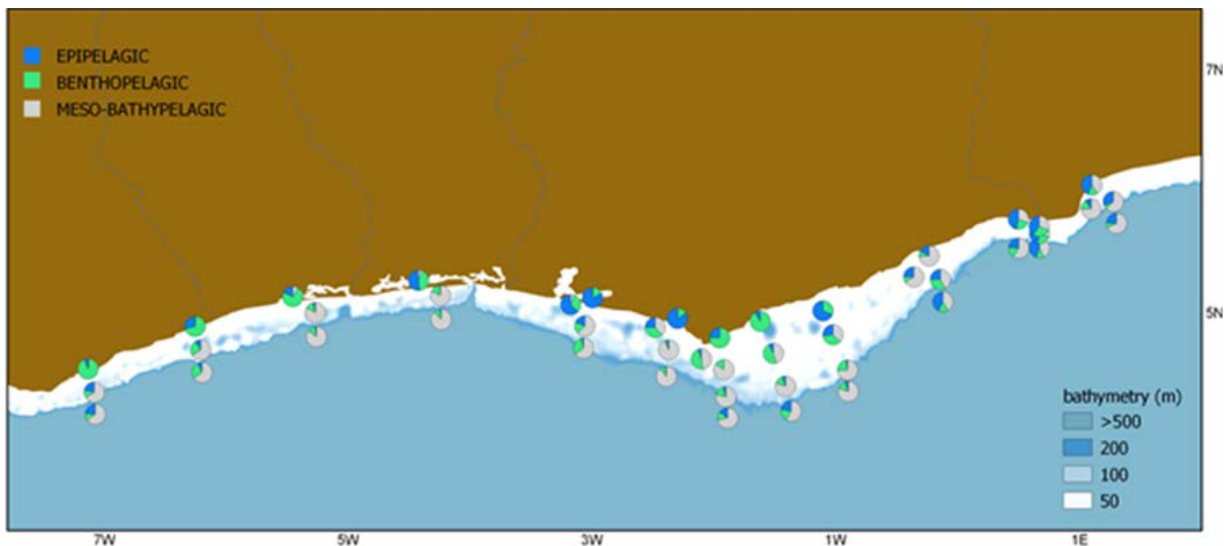 EPIPELAGIC
BENTHOPELAGIC
MESO-BATHYPELAGIC
7N
5N
bathymetry (m)
>500
200
100
50
7W
5W
3W
1W
1E